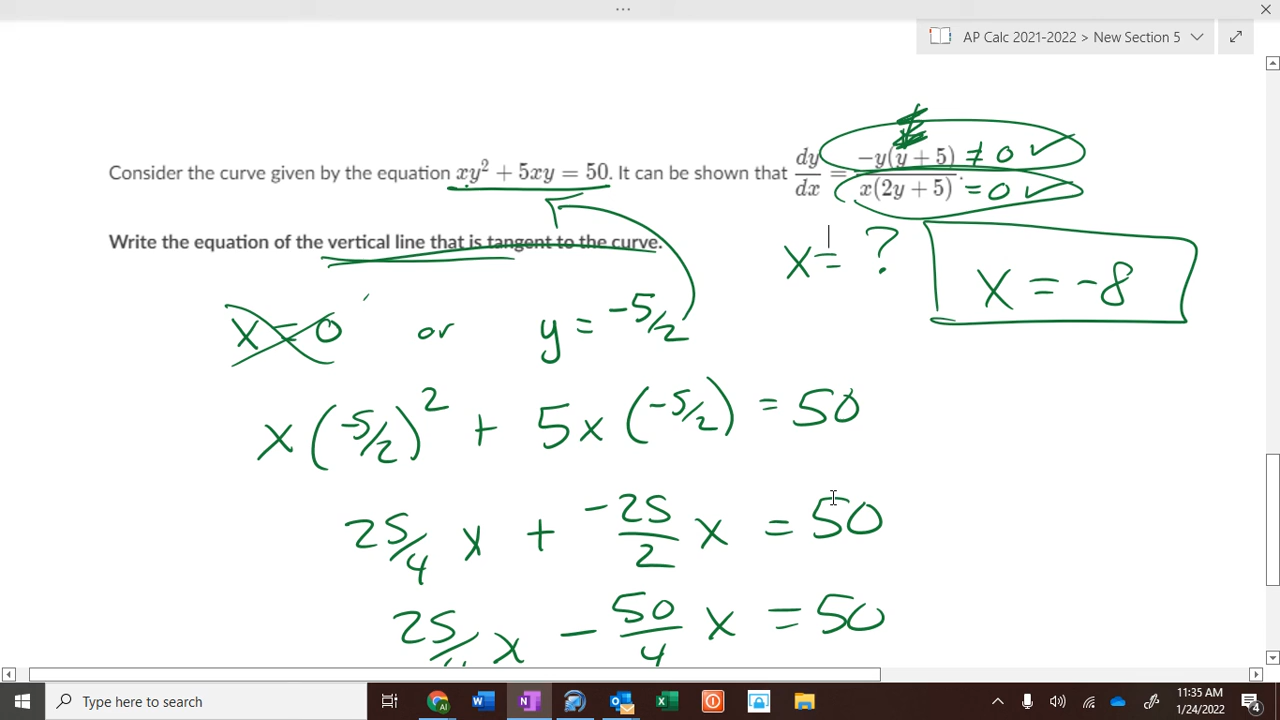 ...
AP Calc 2021-2022 > New Section 5
Consider the curve given by the equation xy² + 5xy = 50. It can be shown that dy/dx = -y(y + 5)/x(2y + 5).
≠ 0 ✓
= 0 ✓
Write the equation of the vertical line that is tangent to the curve.
x = ?
x = -8
x = 0 or y = -5/2
x(-5/2)² + 5x(-5/2) = 50
25/4 x + -25/2 x = 50
25/4 x - 50/4 x = 50
Type here to search
11:35 AM
1/24/2022
4